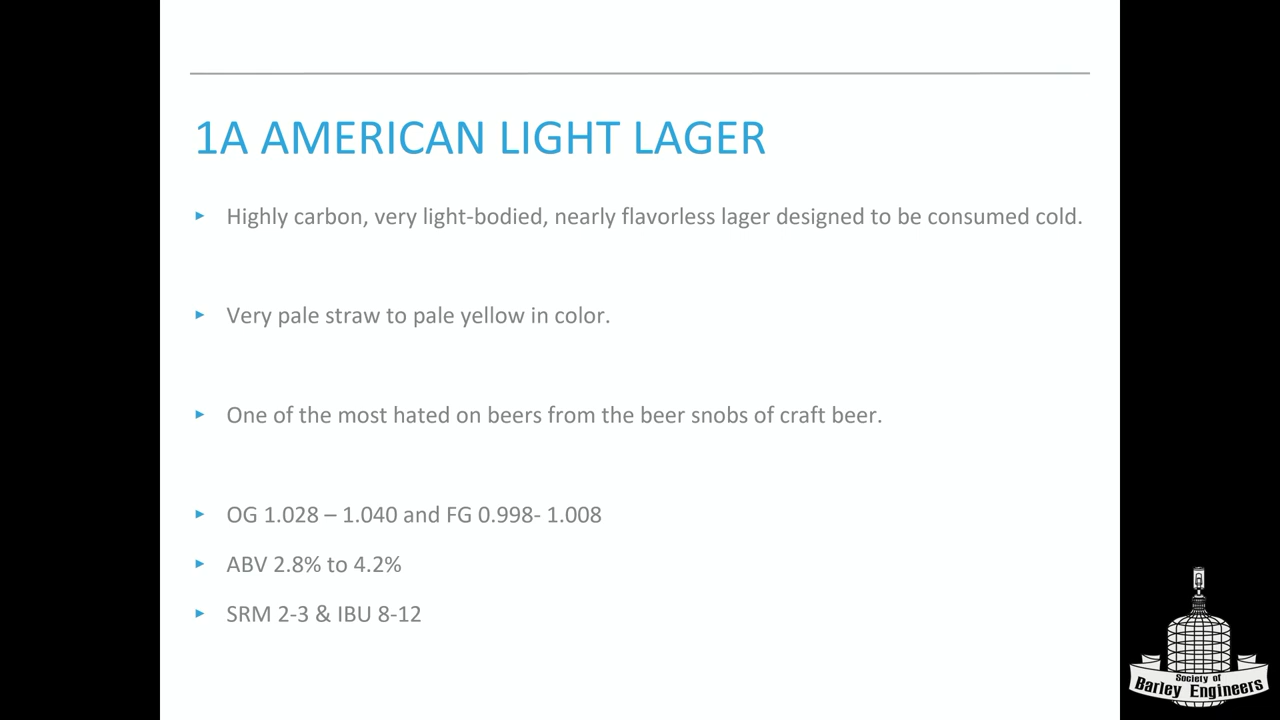 1A AMERICAN LIGHT LAGER
Highly carbon, very light-bodied, nearly flavorless lager designed to be consumed cold.
Very pale straw to pale yellow in color.
One of the most hated on beers from the beer snobs of craft beer.
OG 1.028 – 1.040 and FG 0.998- 1.008
ABV 2.8% to 4.2%
SRM 2-3 & IBU 8-12
Society of
Barley Engineers